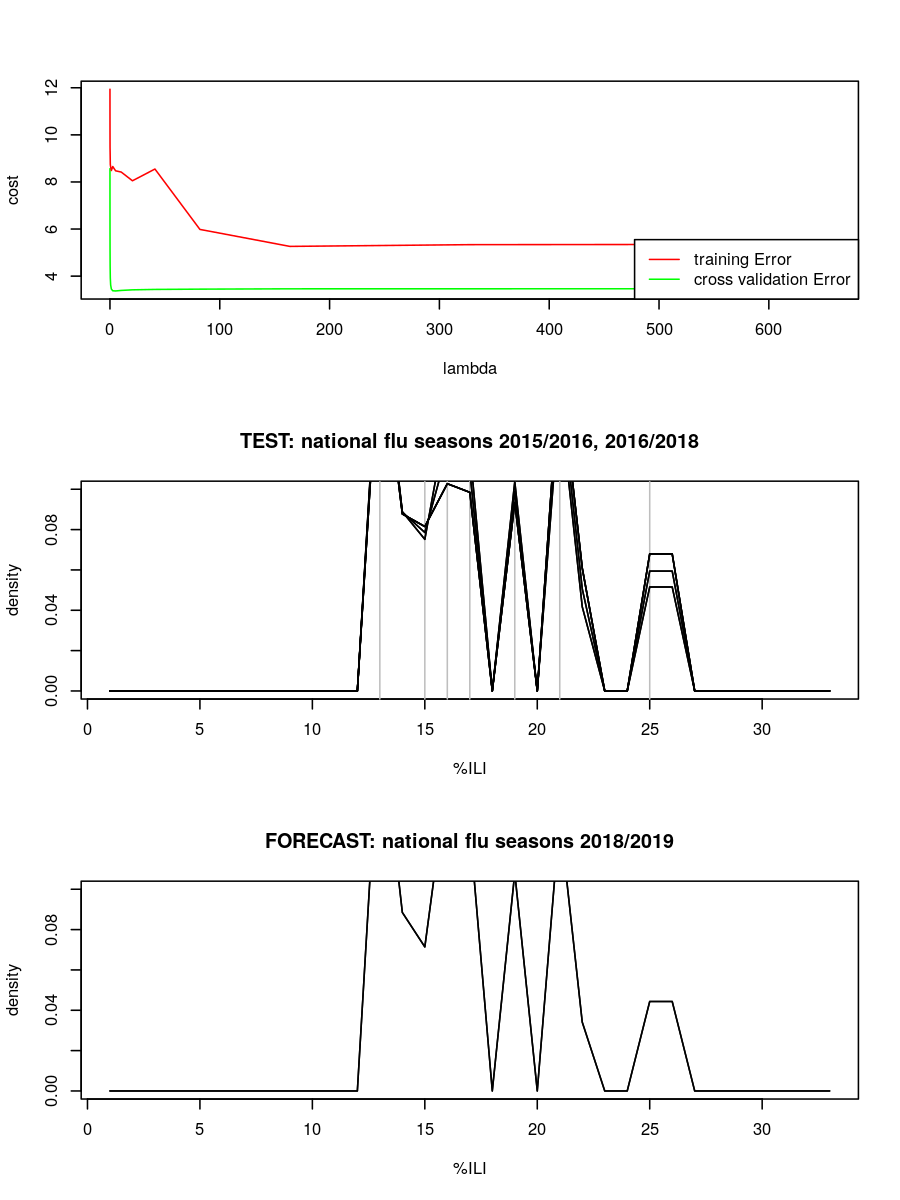 12
10
8
6
4
cost
training Error
cross validation Error
0 100 200 300 400 500 600
lambda
TEST: national flu seasons 2015/2016, 2016/2018
0.08
0.04
0.00
density
0 5 10 15 20 25 30
%ILI
FORECAST: national flu seasons 2018/2019
0.08
0.04
0.00
density
0 5 10 15 20 25 30
%ILI